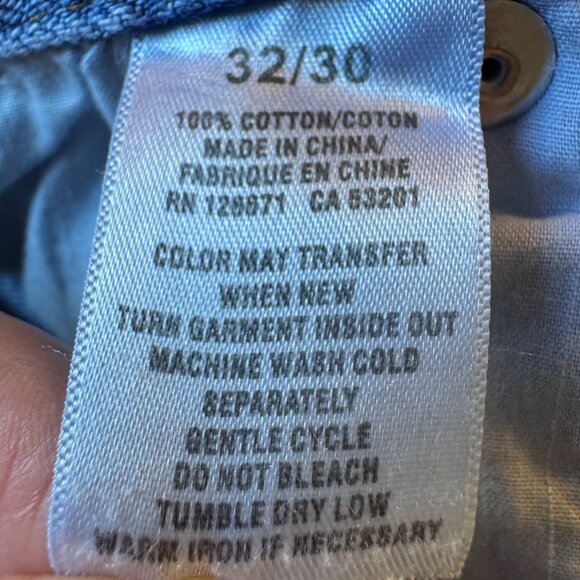 32/30
100% COTTON/COTON
MADE IN CHINA/
FABRIQUE EN CHINE
RN 126671 CA 53201
COLOR MAY TRANSFER
WHEN NEW
TURN GARMENT INSIDE OUT
MACHINE WASH COLD
SEPARATELY
GENTLE CYCLE
DO NOT BLEACH
TUMBLE DRY LOW
WARM IRON IF NECESSARY